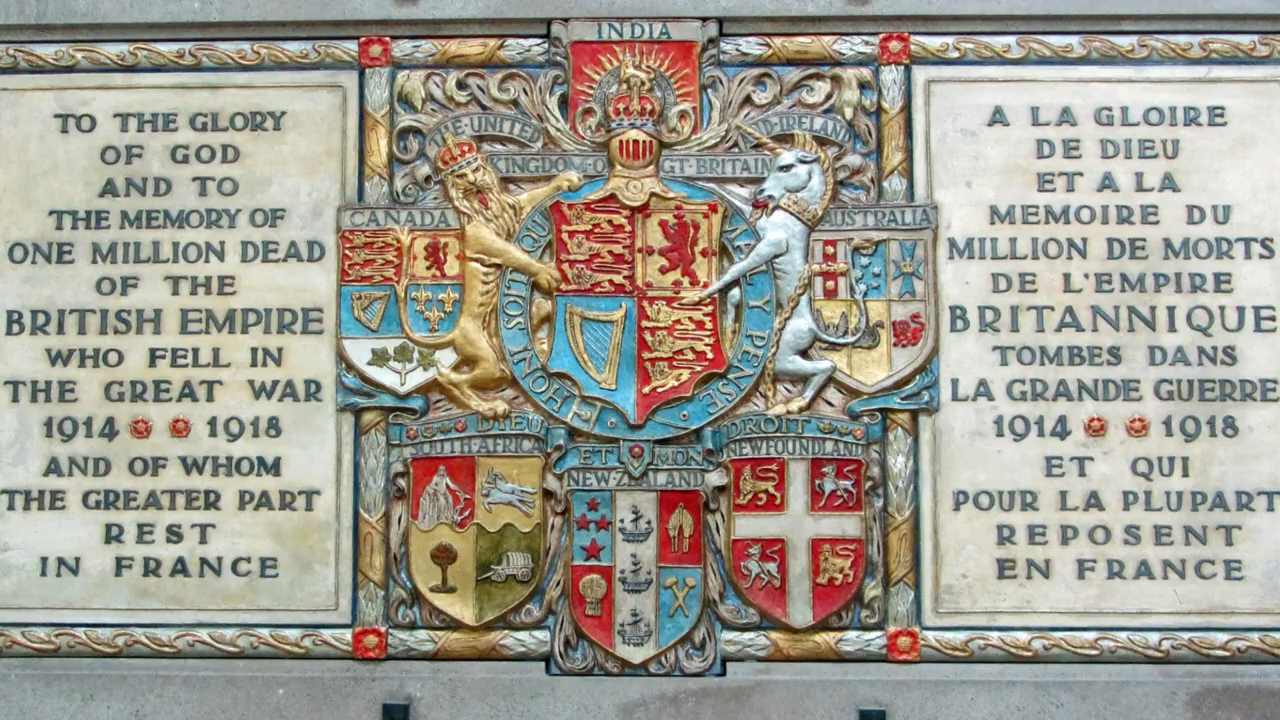 TO THE GLORY
OF GOD
AND TO
THE MEMORY OF
ONE MILLION DEAD
OF THE
BRITISH EMPIRE
WHO FELL IN
THE GREAT WAR
1914 1918
AND OF WHOM
THE GREATER PART
REST
IN FRANCE
INDIA
THE·UNITED
KINGDOM·O GT·BRITAIN
ND·IRELAND
CANADA
AUSTRALIA
HONI SOIT QUI MAL Y PENSE
DIEU
ET MON
DROIT
SOUTH·AFRICA
NEW·ZEALAND
NEWFOUNDLAND
A LA GLOIRE
DE DIEU
ET A LA
MEMOIRE DU
MILLION DE MORTS
DE L'EMPIRE
BRITANNIQUE
TOMBES DANS
LA GRANDE GUERRE
1914 1918
ET QUI
POUR LA PLUPART
REPOSENT
EN FRANCE